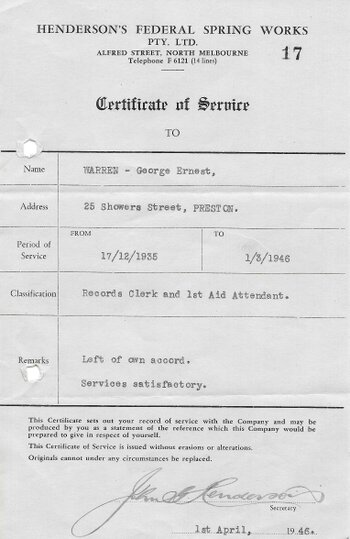 HENDERSON'S FEDERAL SPRING WORKS
PTY. LTD.
ALFRED STREET, NORTH MELBOURNE
Telephone F 6121 (14 lines)
17
Certificate of Service
TO
Name WARREN - George Ernest,
Address 25 Showers Street, PRESTON.
Period of Service
FROM TO
17/12/1935 1/3/1946
Classification Records Clerk and 1st Aid Attendant.
Remarks Left of own accord.
Services satisfactory.
This Certificate sets out your record of service with the Company and may be
produced by you as a statement of the reference which this Company would be
prepared to give in respect of yourself.
This Certificate of Service is issued without erasions or alterations.
Originals cannot under any circumstances be replaced.
John G Henderson
Secretary
1st April, 1946.